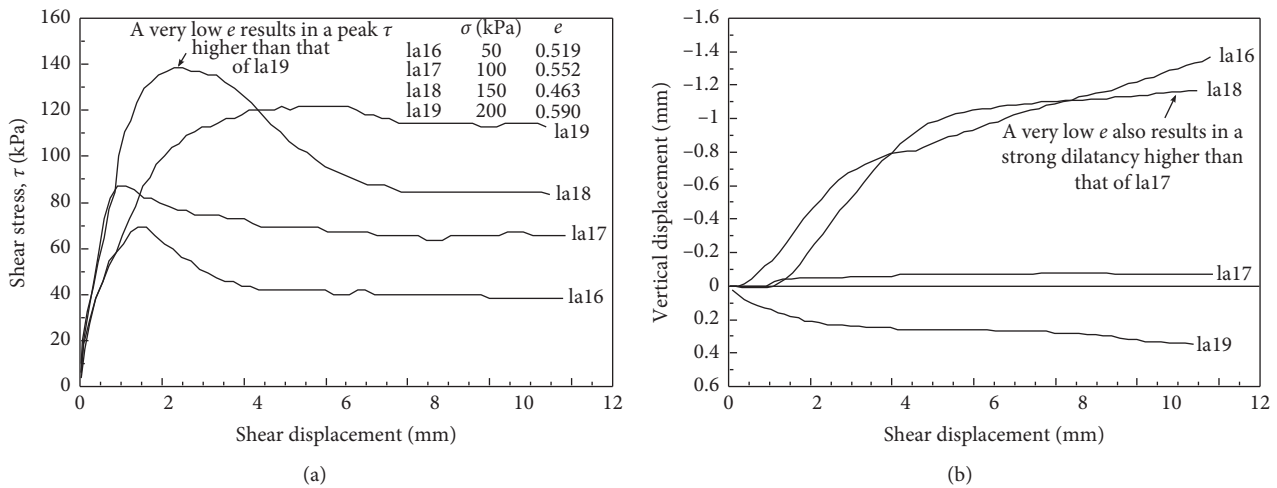 (a)
160
140
120
100
80
60
40
20
0
Shear stress, τ (kPa)
A very low e results in a peak τ
higher than that
of la19
σ (kPa) e
la16 50 0.519
la17 100 0.552
la18 150 0.463
la19 200 0.590
la19
la18
la17
la16
0 2 4 6 8 10 12
Shear displacement (mm)
(a)
(b)
–1.6
–1.4
–1.2
–1
–0.8
–0.6
–0.4
–0.2
0
0.2
0.4
0.6
Vertical displacement (mm)
la16
la18
A very low e also results in a
strong dilatancy higher than
that of la17
la17
la19
0 2 4 6 8 10 12
Shear displacement (mm)
(b)